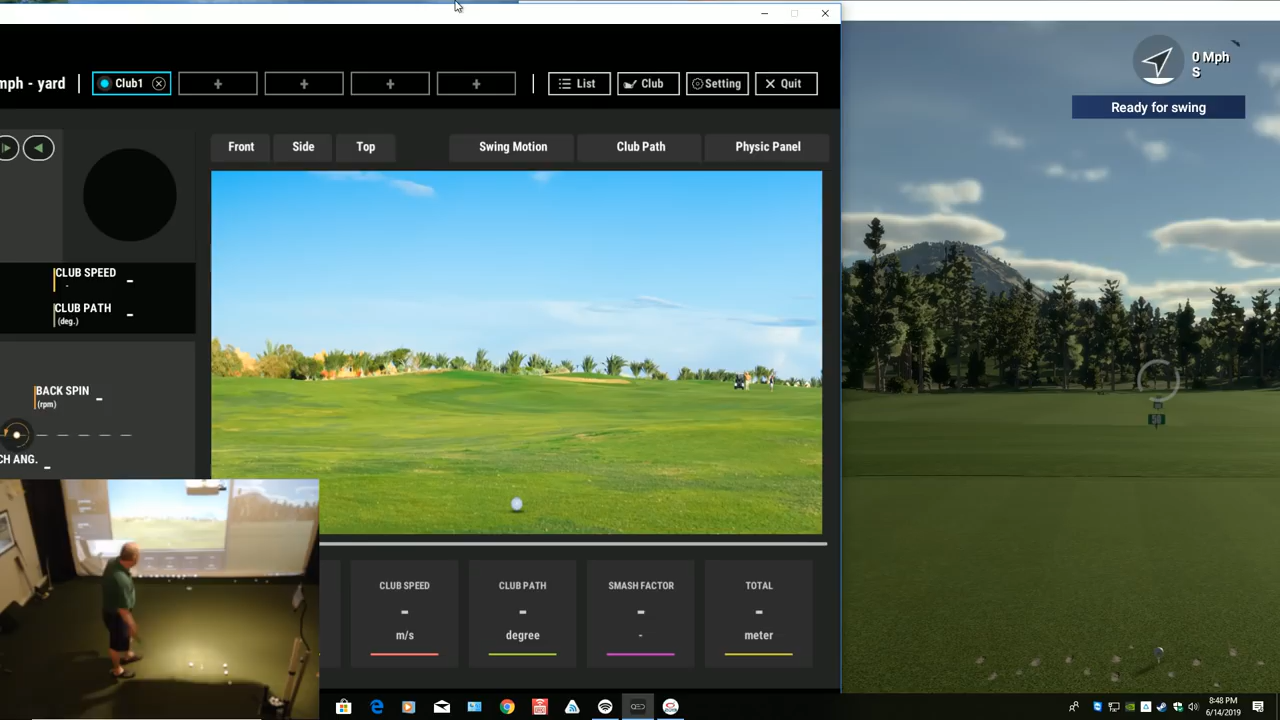 mph - yard
Club1
+
+
+
+
List
Club
Setting
Quit
0 Mph
S
Ready for swing
Front
Side
Top
Swing Motion
Club Path
Physic Panel
CLUB SPEED
-
-
CLUB PATH
(deg.)
-
BACK SPIN
(rpm)
-
CH ANG.
-
CLUB SPEED
-
m/s
CLUB PATH
-
degree
SMASH FACTOR
-
-
TOTAL
-
meter
8:48 PM
6/14/2019